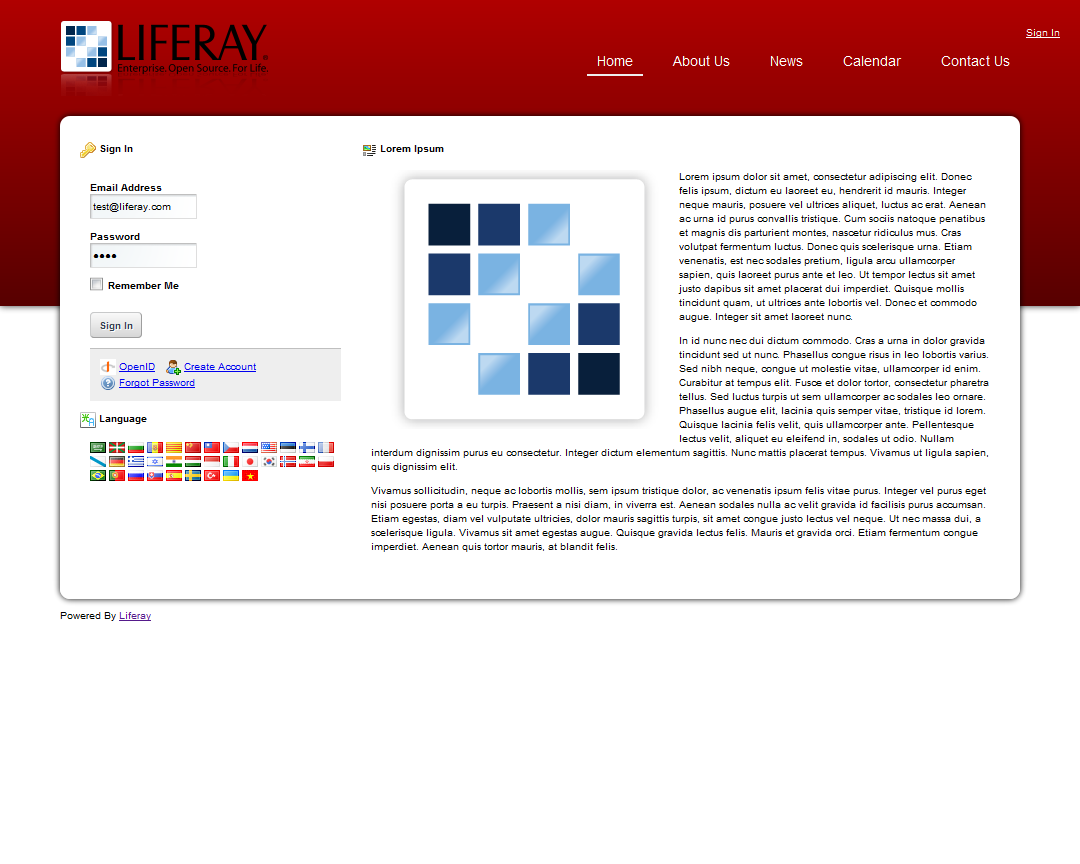 LIFERAY.
Enterprise. Open Source. For Life.
Sign In
Home
About Us
News
Calendar
Contact Us
Sign In
Email Address
test@liferay.com
Password
••••
Remember Me
Sign In
OpenID
Create Account
Forgot Password
Language
Lorem Ipsum
Lorem ipsum dolor sit amet, consectetur adipiscing elit. Donec
felis ipsum, dictum eu laoreet eu, hendrerit id mauris. Integer
neque mauris, posuere vel ultrices aliquet, luctus ac erat. Aenean
ac urna id purus convallis tristique. Cum sociis natoque penatibus
et magnis dis parturient montes, nascetur ridiculus mus. Cras
volutpat fermentum luctus. Donec quis scelerisque urna. Etiam
venenatis, est nec sodales pretium, ligula arcu ullamcorper
sapien, quis laoreet purus ante et leo. Ut tempor lectus sit amet
justo dapibus sit amet placerat dui imperdiet. Quisque mollis
tincidunt quam, ut ultrices ante lobortis vel. Donec et commodo
augue. Integer sit amet laoreet nunc.
In id nunc nec dui dictum commodo. Cras a urna in dolor gravida
tincidunt sed ut nunc. Phasellus congue risus in leo lobortis varius.
Sed nibh neque, congue ut molestie vitae, ullamcorper id enim.
Curabitur at tempus elit. Fusce et dolor tortor, consectetur pharetra
tellus. Sed luctus turpis ut sem ullamcorper ac sodales leo ornare.
Phasellus augue elit, lacinia quis semper vitae, tristique id lorem.
Quisque lacinia felis velit, quis ullamcorper ante. Pellentesque
lectus velit, aliquet eu eleifend in, sodales ut odio. Nullam
interdum dignissim purus eu consectetur. Integer dictum elementum sagittis. Nunc mattis placerat tempus. Vivamus ut ligula sapien,
quis dignissim elit.
Vivamus sollicitudin, neque ac lobortis mollis, sem ipsum tristique dolor, ac venenatis ipsum felis vitae purus. Integer vel purus eget
nisi posuere porta a eu turpis. Praesent a nisi diam, in viverra est. Aenean sodales nulla ac velit gravida id facilisis purus accumsan.
Etiam egestas, diam vel vulputate ultricies, dolor mauris sagittis turpis, sit amet congue justo lectus vel neque. Ut nec massa dui, a
scelerisque ligula. Vivamus sit amet egestas augue. Quisque gravida lectus felis. Mauris et gravida orci. Etiam fermentum congue
imperdiet. Aenean quis tortor mauris, at blandit felis.
Powered By Liferay